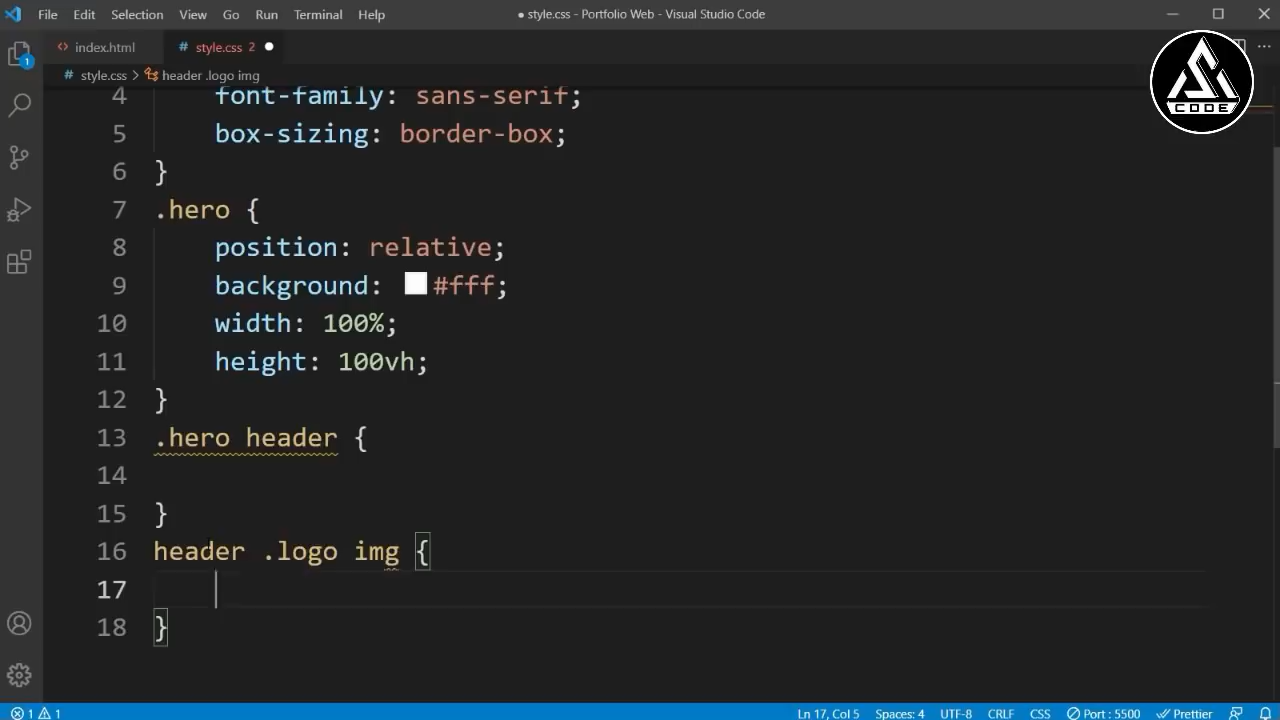 File Edit Selection View Go Run Terminal Help ● style.css - Portfolio Web - Visual Studio Code
index.html # style.css 2
# style.css > header .logo img
CODE
1
4 font-family: sans-serif;
5 box-sizing: border-box;
6 }
7 .hero {
8 position: relative;
9 background: #fff;
10 width: 100%;
11 height: 100vh;
12 }
13 .hero header {
14
15 }
16 header .logo img {
17
18 }
1 1 Ln 17, Col 5 Spaces: 4 UTF-8 CRLF CSS Port : 5500 Prettier